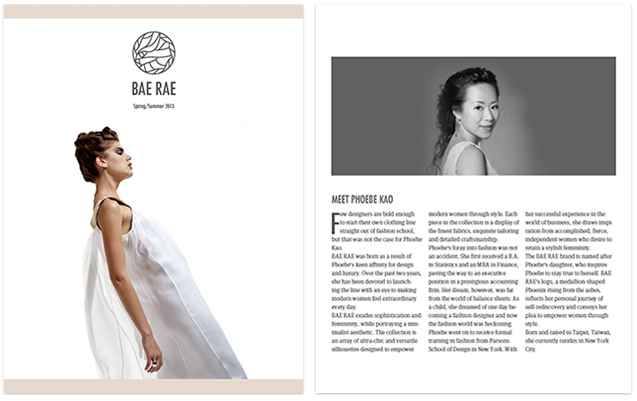 BAE RAE
Spring/Summer 2013
MEET PHOEBE KAO
Few designers are bold enough
to start their own clothing line
straight out of fashion school,
but that was not the case for Phoebe
Kao.
BAE RAE was born as a result of
Phoebe's keen affinity for design
and luxury. Over the past two years,
she has been devoted to launch-
ing the line with an eye to making
modern women feel extraordinary
every day.
BAE RAE exudes sophistication and
femininity, while portraying a min-
imalist aesthetic. The collection is
an array of ultra-chic and versatile
silhouettes designed to empower
modern women through style. Each
piece in the collection is a display of
the finest fabrics, exquisite tailoring
and detailed craftsmanship.
Phoebe's foray into fashion was not
an accident. She first received a B.A.
in Statistics and an MBA in Finance,
paving the way to an executive
position in a prestigious accounting
firm. Her dream, however, was far
from the world of balance sheets. As
a child, she dreamed of one day be-
coming a fashion designer and now
the fashion world was beckoning.
Phoebe went on to receive formal
training in fashion from Parsons
School of Design in New York. With
her successful experience in the
world of business, she draws inspi-
ration from accomplished, fierce,
independent women who desire to
retain a stylish femininity.
The BAE RAE brand is named after
Phoebe's daughter, who inspires
Phoebe to stay true to herself. BAE
RAE's logo, a medallion-shaped
Phoenix rising from the ashes,
reflects her personal journey of
self-rediscovery and conveys her
plea to empower women through
style.
Born and raised in Taipei, Taiwan,
she currently resides in New York
City.